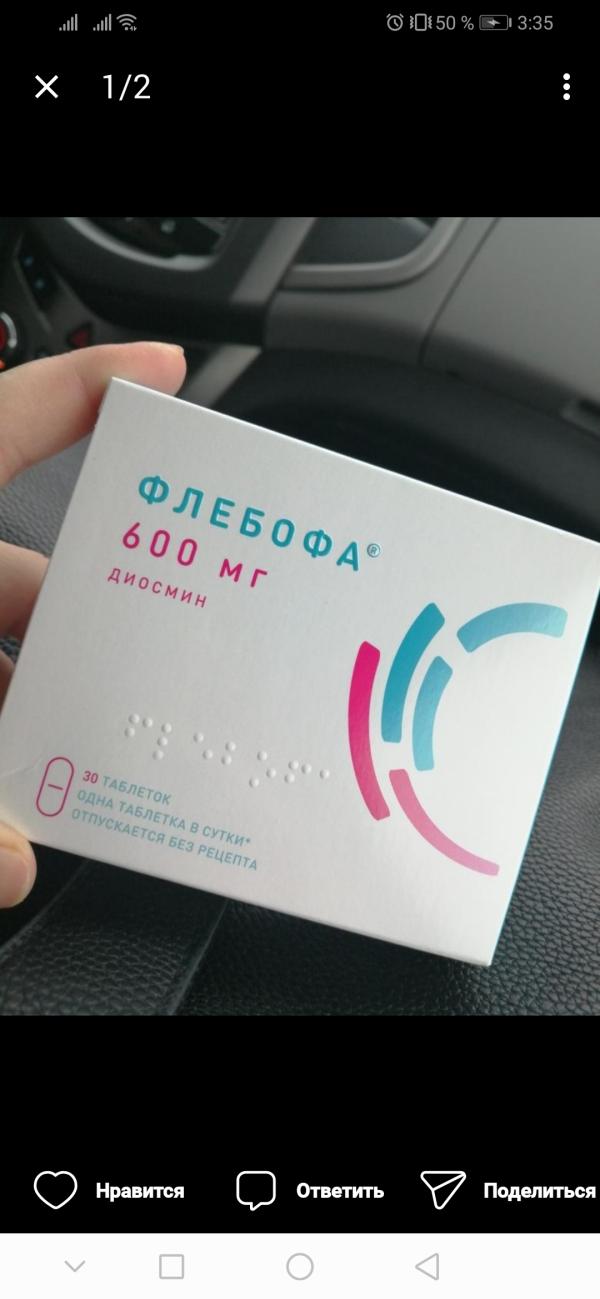 50 % 3:35
1/2
ФЛЕБОФА®
600 мг
ДИОСМИН
30 ТАБЛЕТОК
ОДНА ТАБЛЕТКА В СУТКИ*
ОТПУСКАЕТСЯ БЕЗ РЕЦЕПТА
Нравится Ответить Поделиться